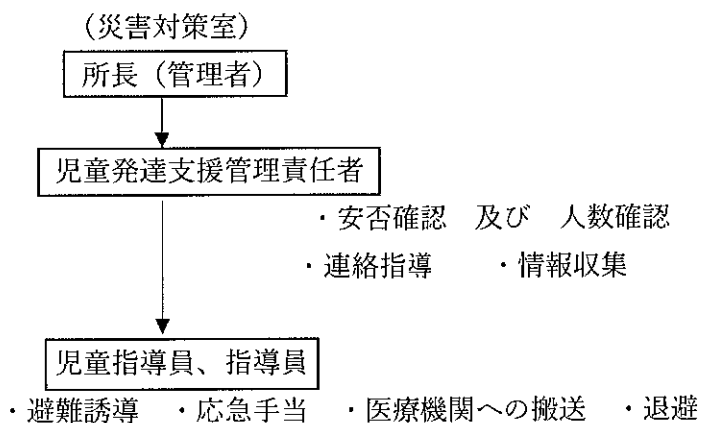 （災害対策室）
所長（管理者）
児童発達支援管理責任者
・安否確認　及び　人数確認
・連絡指導　　・情報収集
児童指導員、指導員
・避難誘導　・応急手当　・医療機関への搬送　・退避